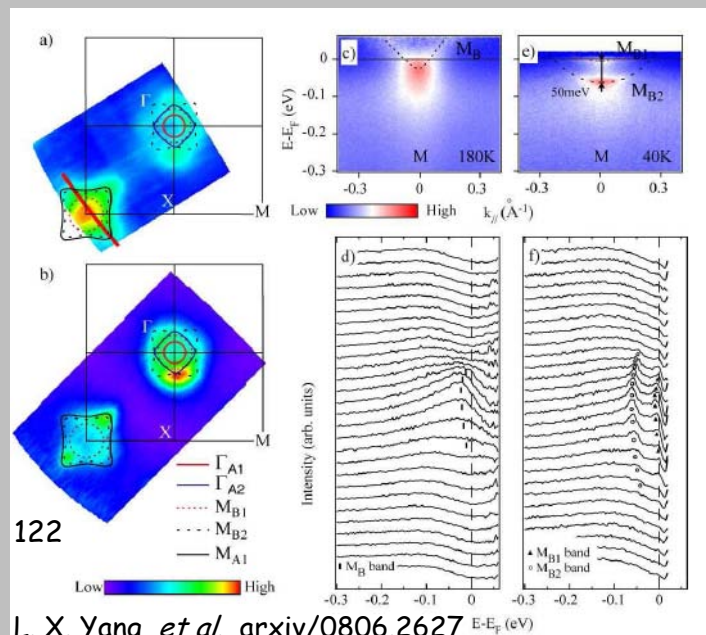 a)
Γ
X
M
b)
Γ
X
M
Γ_A1
Γ_A2
M_B1
M_B2
M_A1
122
Low High
c)
M_B
M 180K
e)
M_B1
50meV
M_B2
M 40K
0
-0.1
-0.2
-0.3
E-E_F (eV)
-0.3 0 0.3
-0.3 0 0.3
Low High k_// (Å⁻¹)
d)
M_B band
f)
M_B1 band
M_B2 band
Intensity (arb. units)
-0.3 -0.2 -0.1 0
-0.3 -0.2 -0.1 0
E-E_F (eV)
L. X. Yang, et al. arxiv/0806.2627